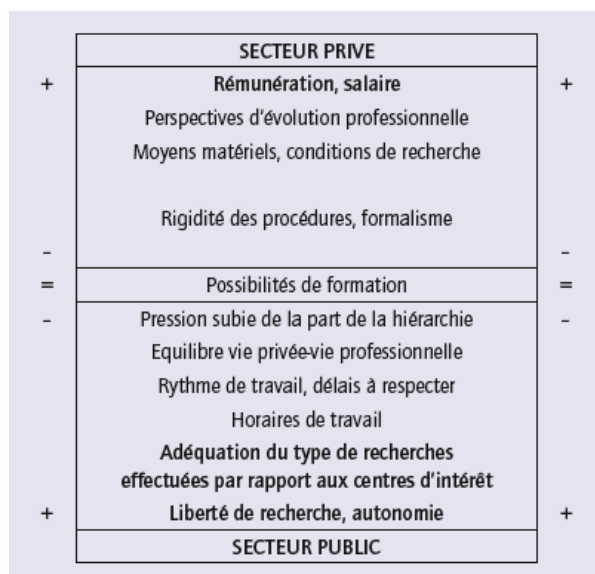 SECTEUR PRIVE
+ Rémunération, salaire +
Perspectives d'évolution professionnelle
Moyens matériels, conditions de recherche
Rigidité des procédures, formalisme
- -
= Possibilités de formation =
- Pression subie de la part de la hiérarchie -
Equilibre vie privée-vie professionnelle
Rythme de travail, délais à respecter
Horaires de travail
Adéquation du type de recherches
effectuées par rapport aux centres d'intérêt
+ Liberté de recherche, autonomie +
SECTEUR PUBLIC